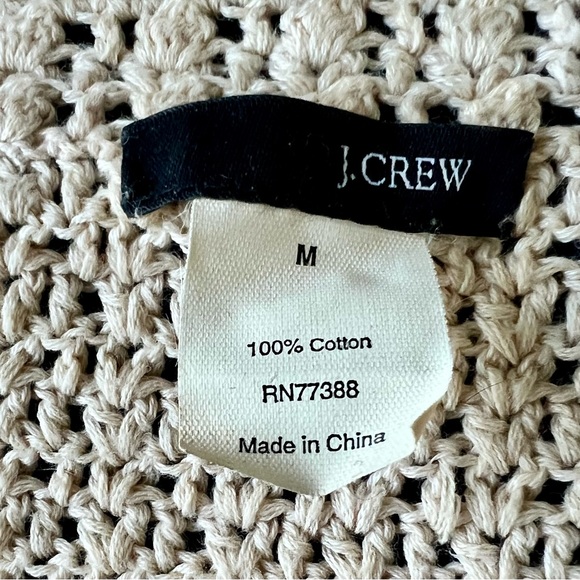 J.CREW
M
100% Cotton
RN77388
Made in China